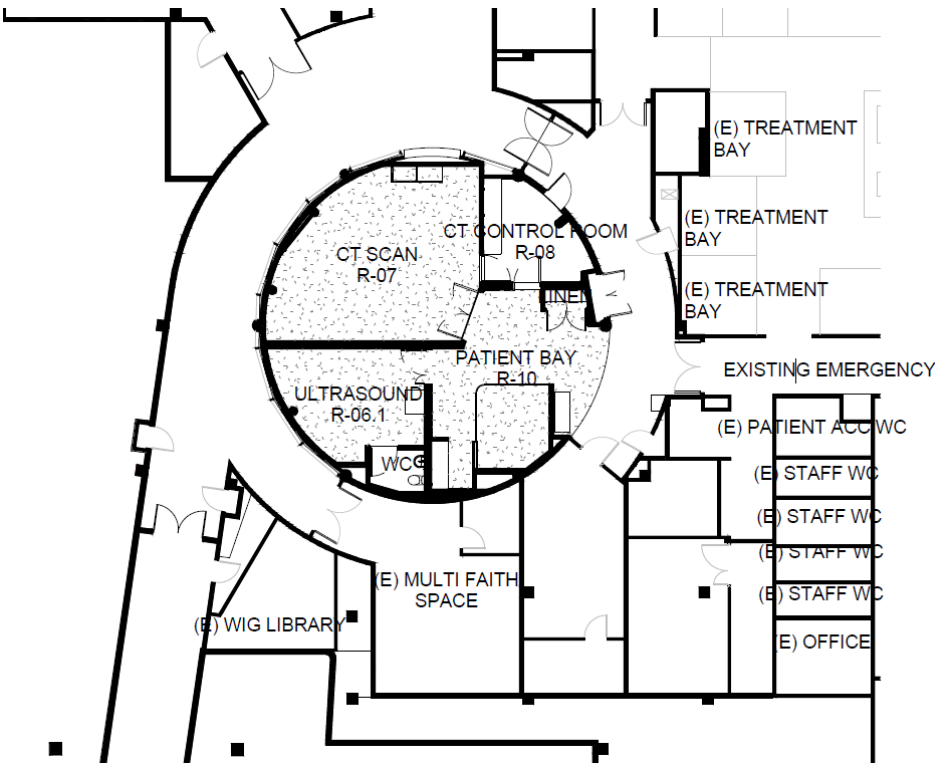 (E) TREATMENT
BAY
(E) TREATMENT
BAY
CT CONTROL ROOM
R-08
CT SCAN
R-07
LINEN
(E) TREATMENT
BAY
PATIENT BAY
R-10
EXISTING EMERGENCY
ULTRASOUND
R-06.1
(E) PATIENT ACC WC
WC
(E) STAFF WC
(E) STAFF WC
(E) STAFF WC
(E) MULTI FAITH
SPACE
(E) STAFF WC
(E) WIG LIBRARY
(E) OFFICE